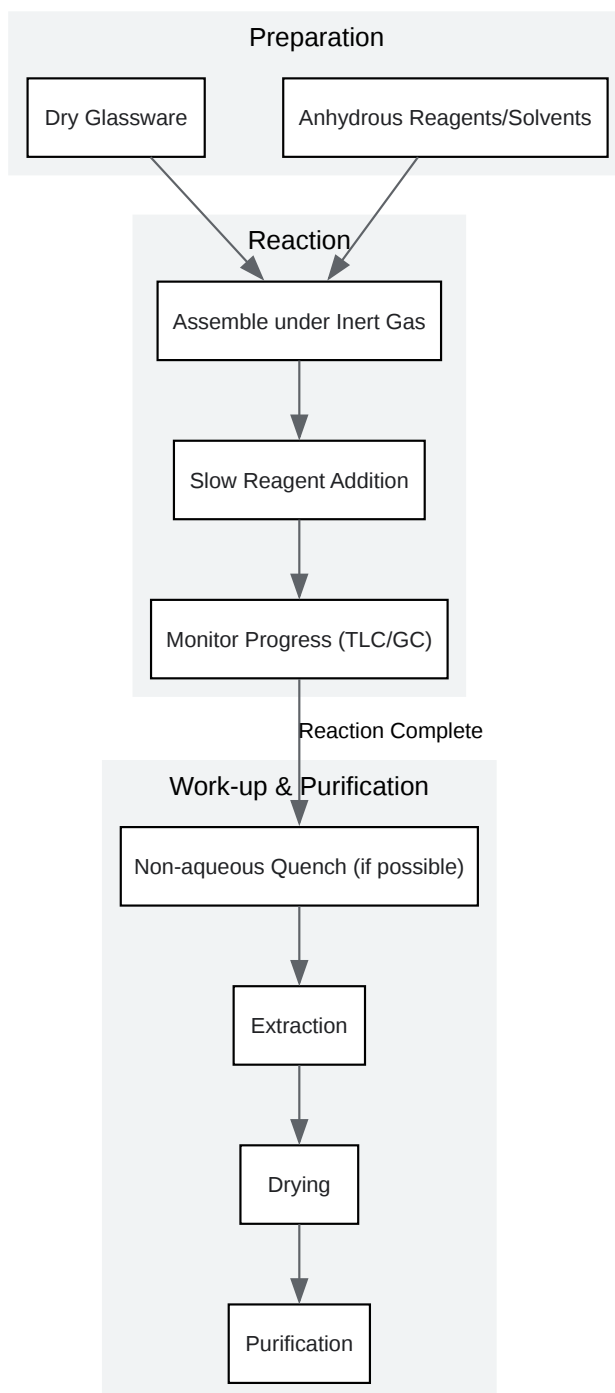 Preparation
Dry Glassware
Anhydrous Reagents/Solvents
Reaction
Assemble under Inert Gas
Slow Reagent Addition
Monitor Progress (TLC/GC)
Reaction Complete
Work-up & Purification
Non-aqueous Quench (if possible)
Extraction
Drying
Purification